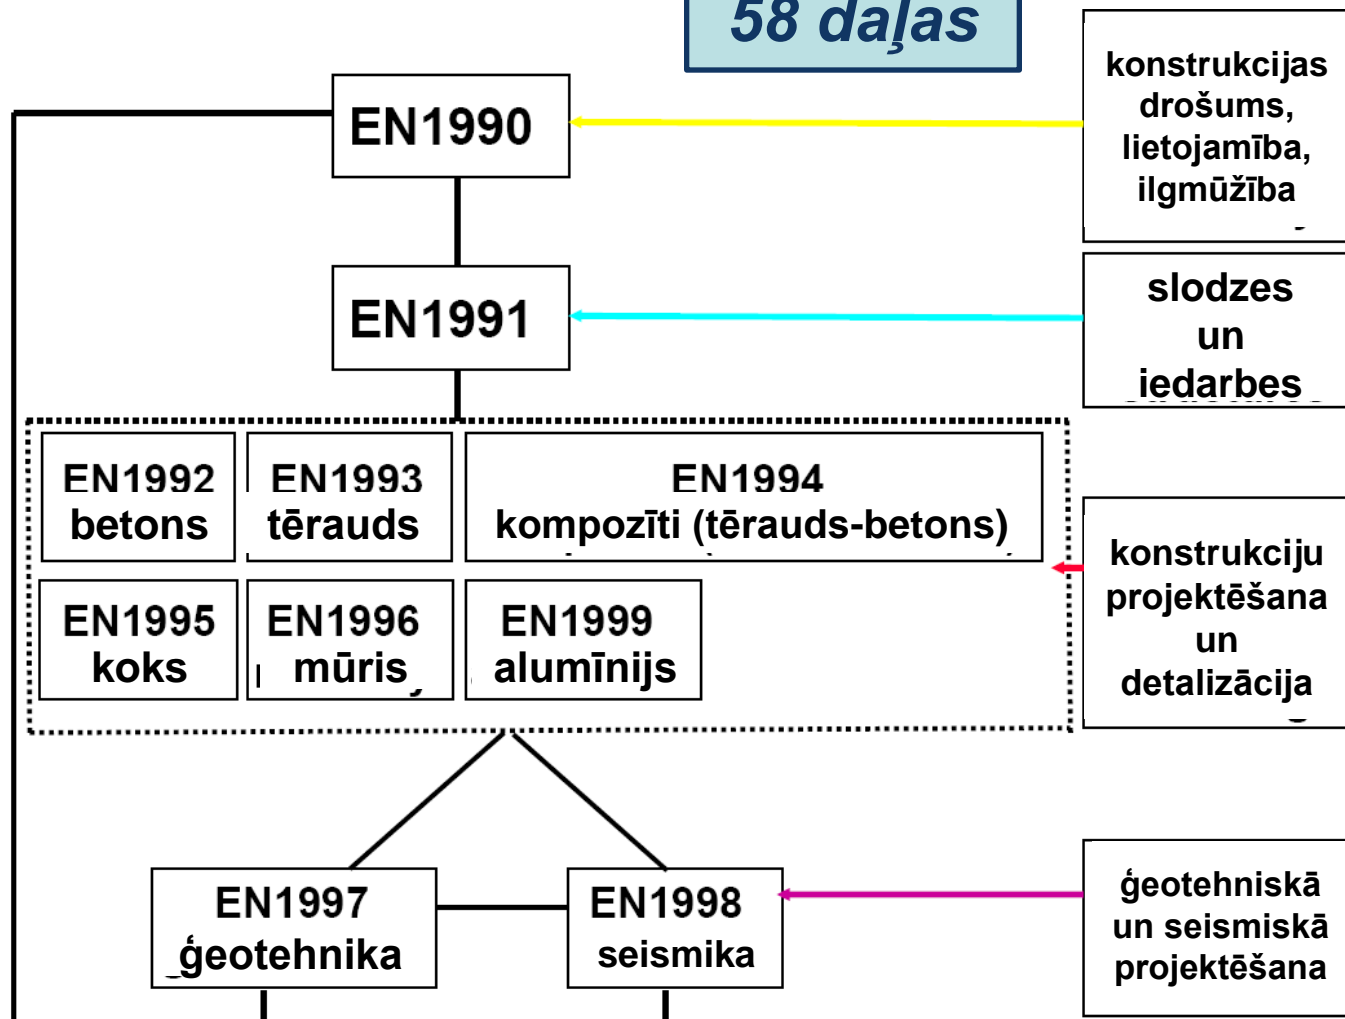 58 daļas
EN1990
konstrukcijas
drošums,
lietojamība,
ilgmūžība
EN1991
slodzes
un
iedarbes
EN1992
betons
EN1993
tērauds
EN1994
kompozīti (tērauds-betons)
EN1995
koks
EN1996
mūris
EN1999
alumīnijs
konstrukciju
projektēšana
un
detalizācija
EN1997
ģeotehnika
EN1998
seismika
ģeotehniskā
un seismiskā
projektēšana